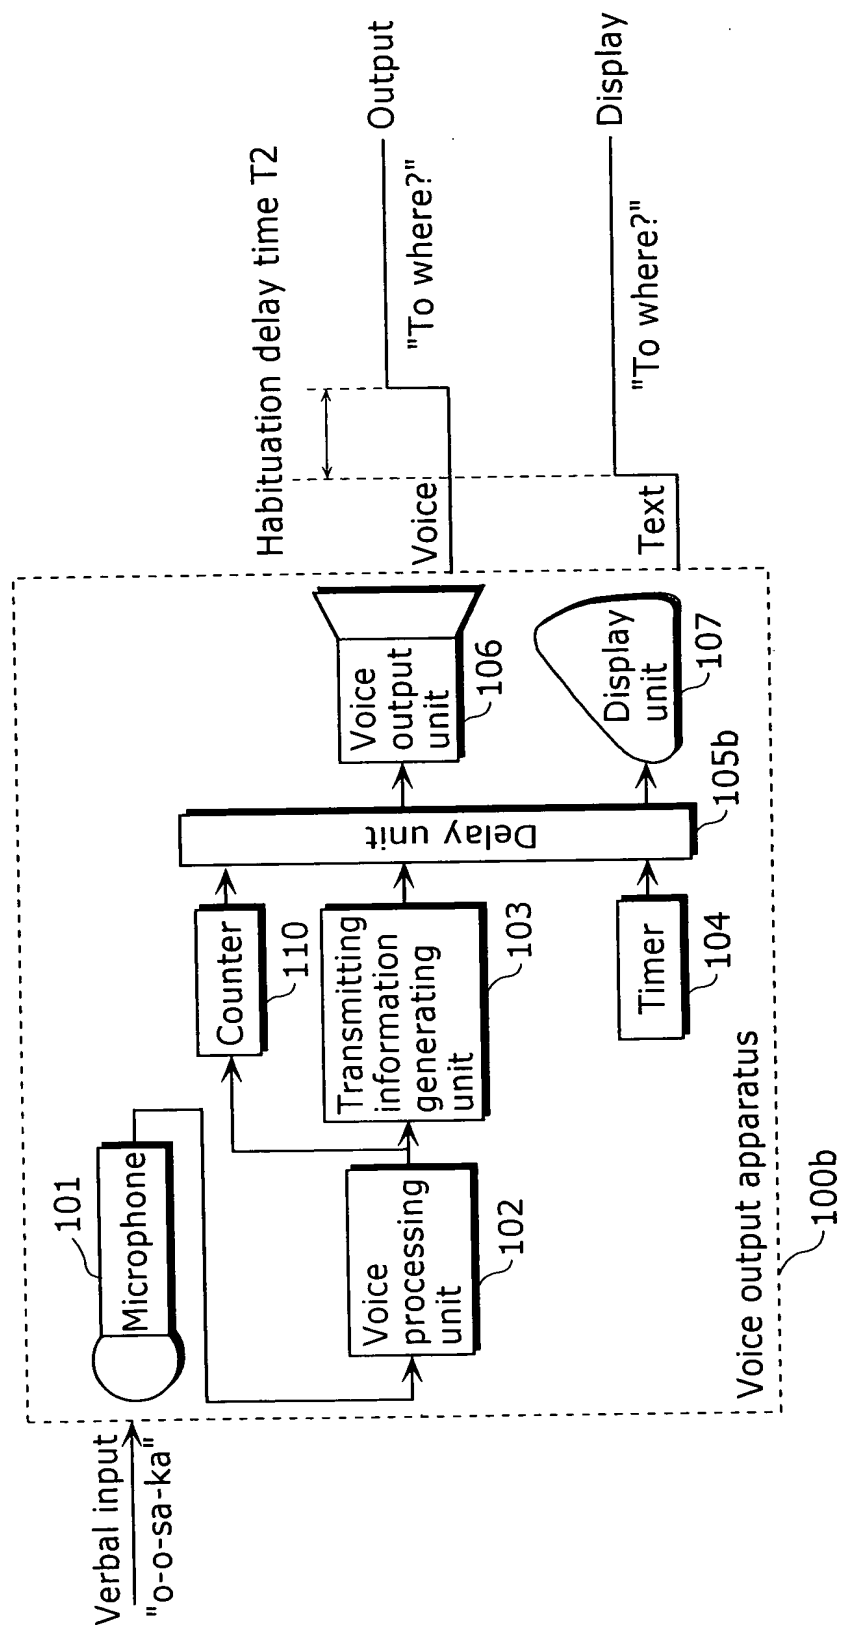 Verbal input
"o-o-sa-ka"
101
Microphone
Voice
processing
unit
102
Counter
110
Transmitting
information
generating
unit
103
Timer
104
Delay unit
105b
Voice
output
unit
106
Display
unit
107
Voice output apparatus
100b
Habituation delay time T2
Voice
"To where?"
Output
Text
"To where?"
Display